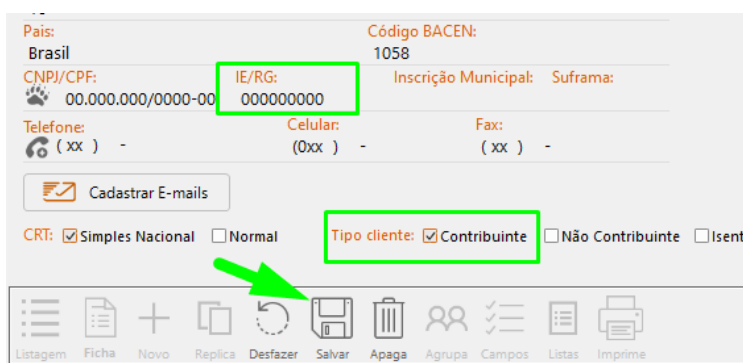 País: Código BACEN:
Brasil 1058
CNPJ/CPF: IE/RG: Inscrição Municipal: Suframa:
00.000.000/0000-00 000000000
Telefone: Celular: Fax:
( xx ) - (0xx ) - ( xx ) -
Cadastrar E-mails
CRT: Simples Nacional Normal Tipo cliente: Contribuinte Não Contribuinte Isent
Listagem Ficha Novo Replica Desfazer Salvar Apaga Agrupa Campos Listas Imprime